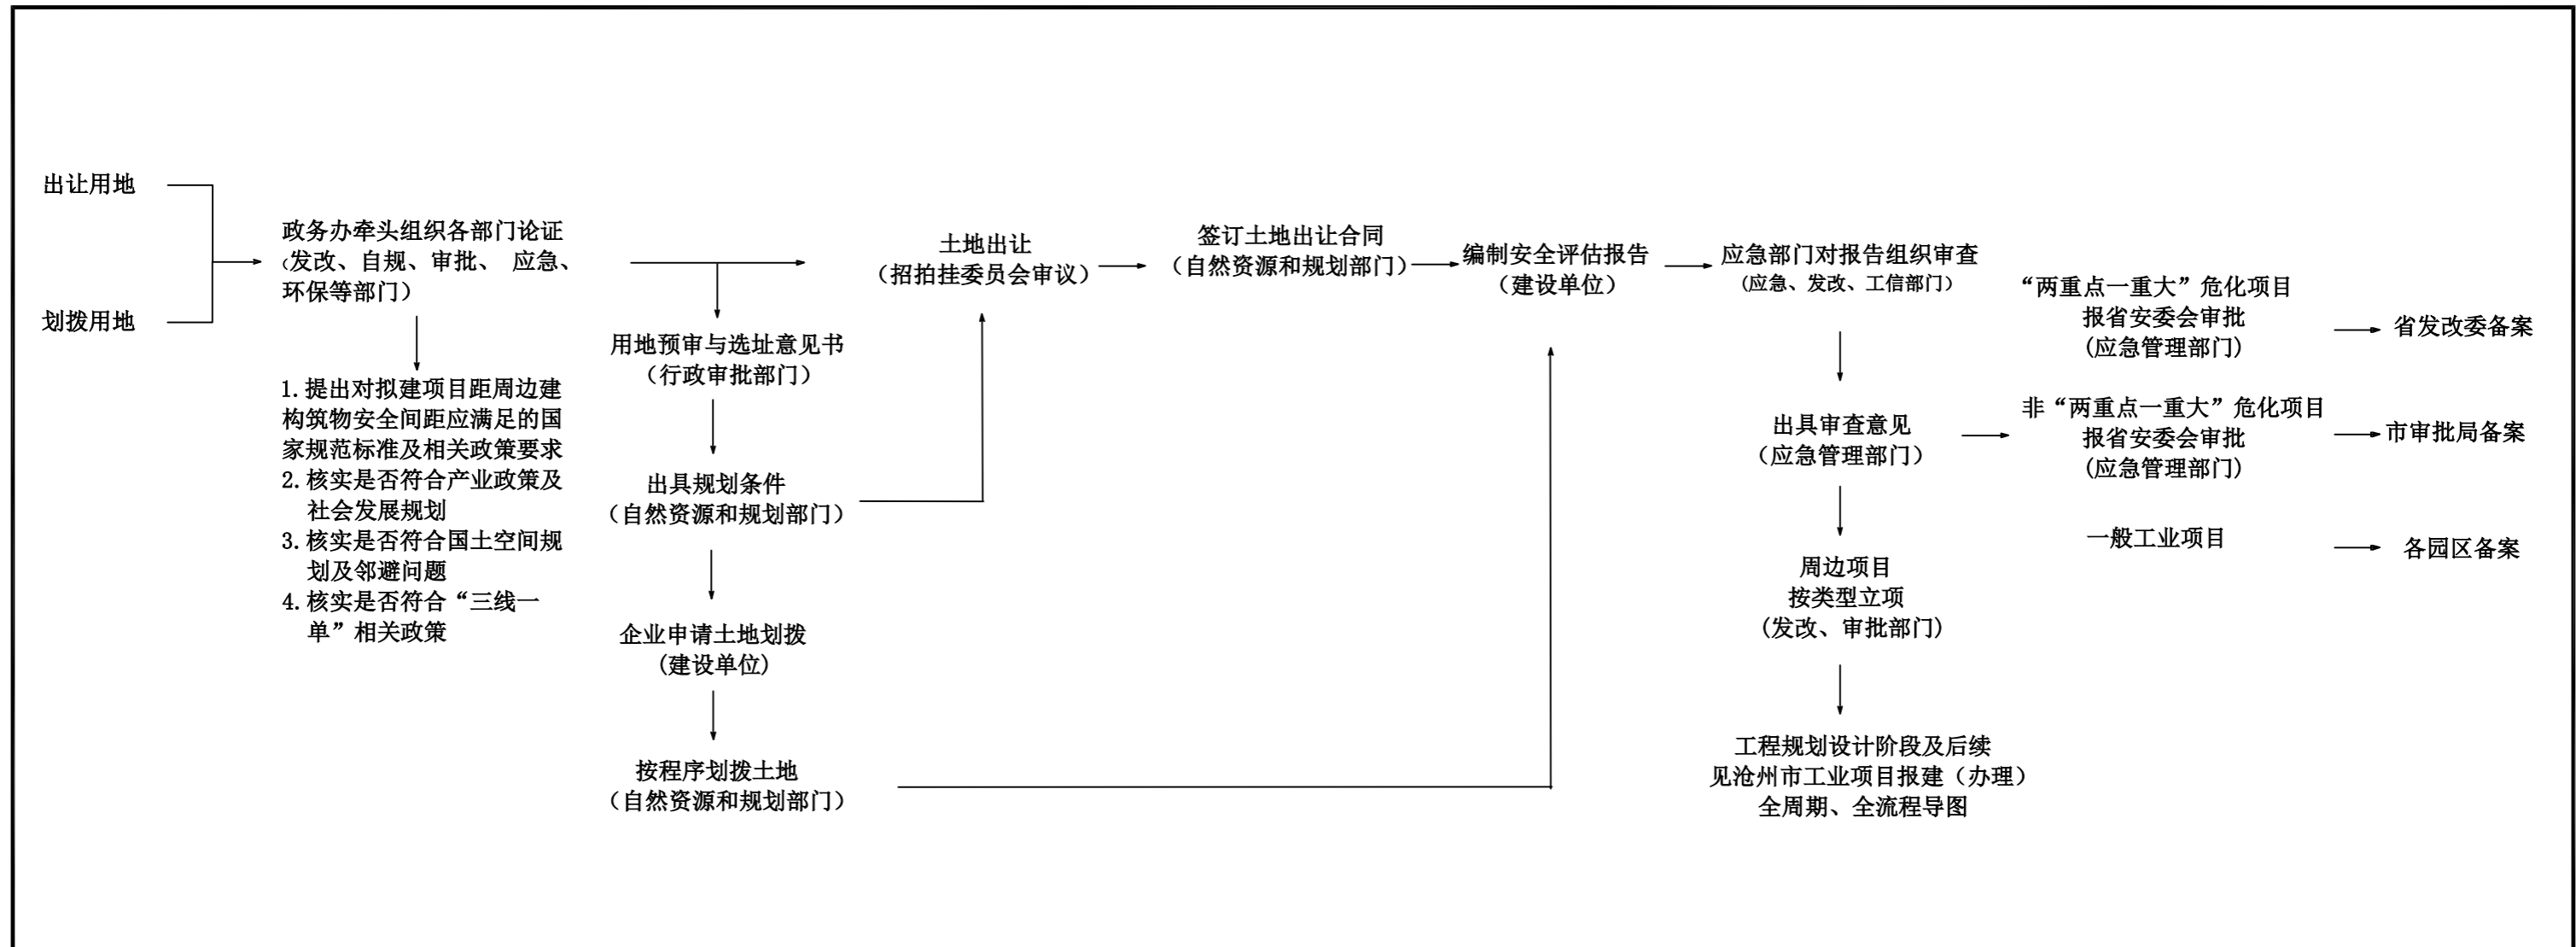 出让用地
划拨用地
政务办牵头组织各部门论证
（发改、自规、审批、 应急、
环保等部门）
1.提出对拟建项目距周边建
构筑物安全间距应满足的国
家规范标准及相关政策要求
2.核实是否符合产业政策及
社会发展规划
3.核实是否符合国土空间规
划及邻避问题
4.核实是否符合“三线一
单”相关政策
用地预审与选址意见书
（行政审批部门）
出具规划条件
（自然资源和规划部门）
企业申请土地划拨
(建设单位)
按程序划拨土地
（自然资源和规划部门）
土地出让
（招拍挂委员会审议）
签订土地出让合同
（自然资源和规划部门）
编制安全评估报告
（建设单位）
应急部门对报告组织审查
（应急、发改、工信部门）
出具审查意见
（应急管理部门）
周边项目
按类型立项
(发改、审批部门)
工程规划设计阶段及后续
见沧州市工业项目报建（办理）
全周期、全流程导图
“两重点一重大”危化项目
报省安委会审批
(应急管理部门)
省发改委备案
非“两重点一重大”危化项目
报省安委会审批
(应急管理部门)
市审批局备案
一般工业项目
各园区备案